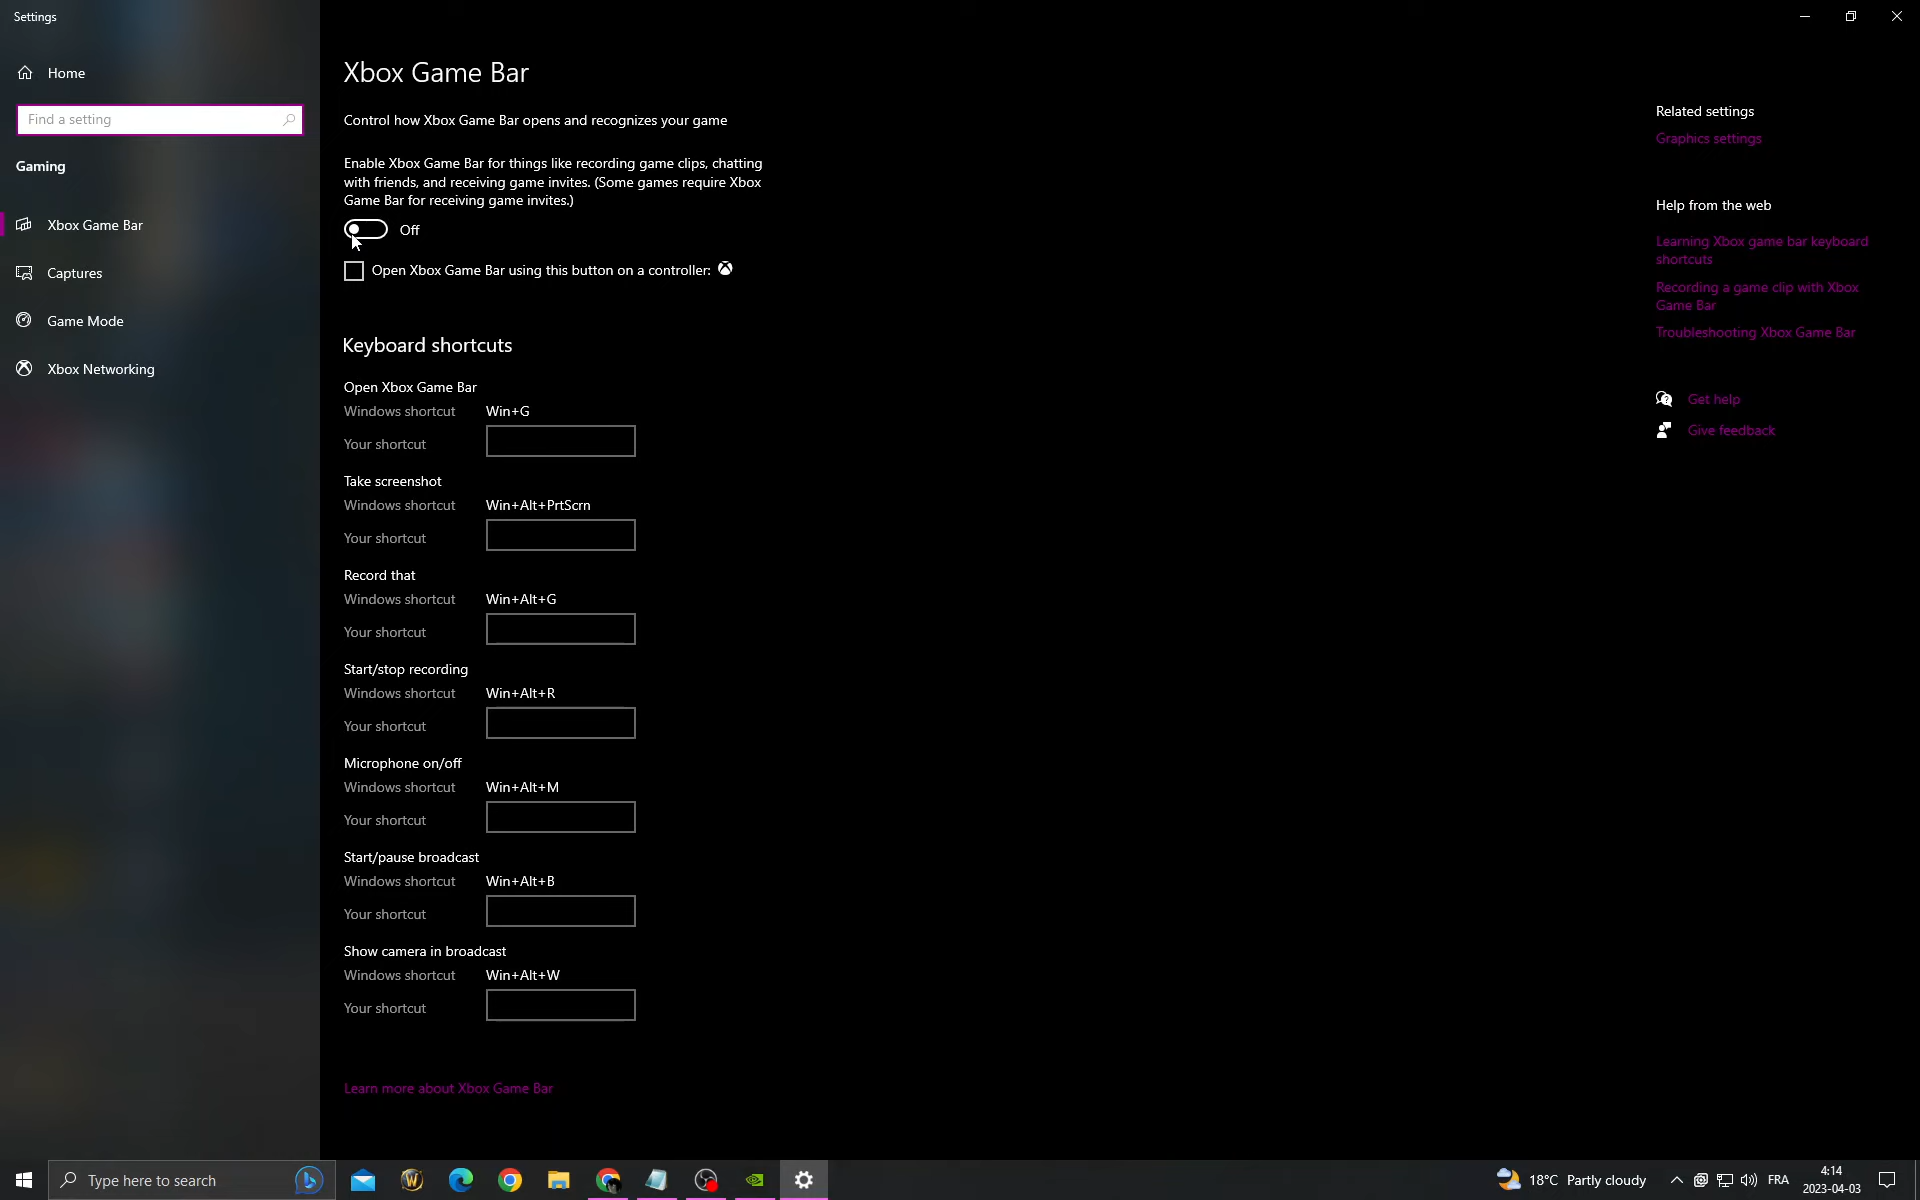 Settings
Home
Find a setting
Gaming
Xbox Game Bar
Captures
Game Mode
Xbox Networking
Xbox Game Bar
Control how Xbox Game Bar opens and recognizes your game
Enable Xbox Game Bar for things like recording game clips, chatting
with friends, and receiving game invites. (Some games require Xbox
Game Bar for receiving game invites.)
Off
Open Xbox Game Bar using this button on a controller:
Keyboard shortcuts
Open Xbox Game Bar
Windows shortcut Win+G
Your shortcut
Take screenshot
Windows shortcut Win+Alt+PrtScrn
Your shortcut
Record that
Windows shortcut Win+Alt+G
Your shortcut
Start/stop recording
Windows shortcut Win+Alt+R
Your shortcut
Microphone on/off
Windows shortcut Win+Alt+M
Your shortcut
Start/pause broadcast
Windows shortcut Win+Alt+B
Your shortcut
Show camera in broadcast
Windows shortcut Win+Alt+W
Your shortcut
Learn more about Xbox Game Bar
Related settings
Graphics settings
Help from the web
Learning Xbox game bar keyboard
shortcuts
Recording a game clip with Xbox
Game Bar
Troubleshooting Xbox Game Bar
Get help
Give feedback
Type here to search
18°C Partly cloudy
FRA
4:14
2023-04-03